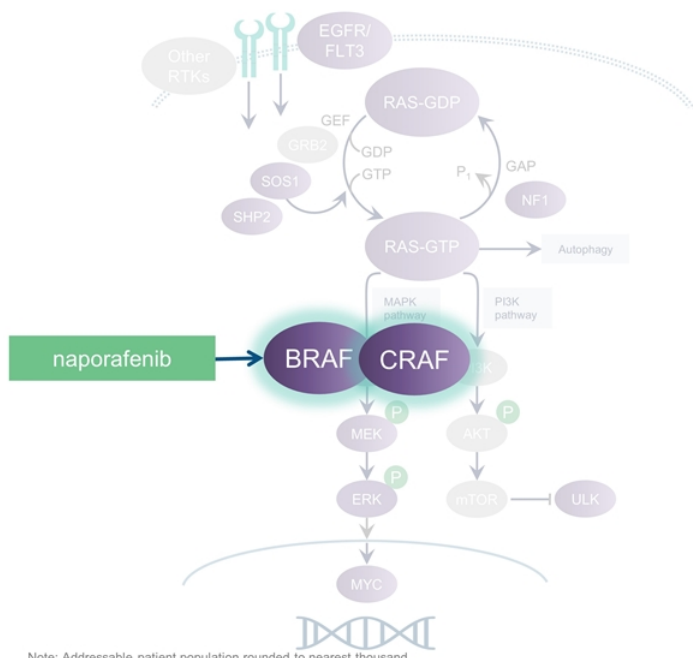 EGFR/
FLT3
Other
RTKs
RAS-GDP
GEF
GRB2
GDP
GTP
SOS1
SHP2
P1
GAP
NF1
RAS-GTP
Autophagy
MAPK
pathway
PI3K
pathway
naporafenib
BRAF
CRAF
P
P
MEK
AKT
P
ERK
mTOR
ULK
MYC
Note: Addressable patient population rounded to nearest thousand